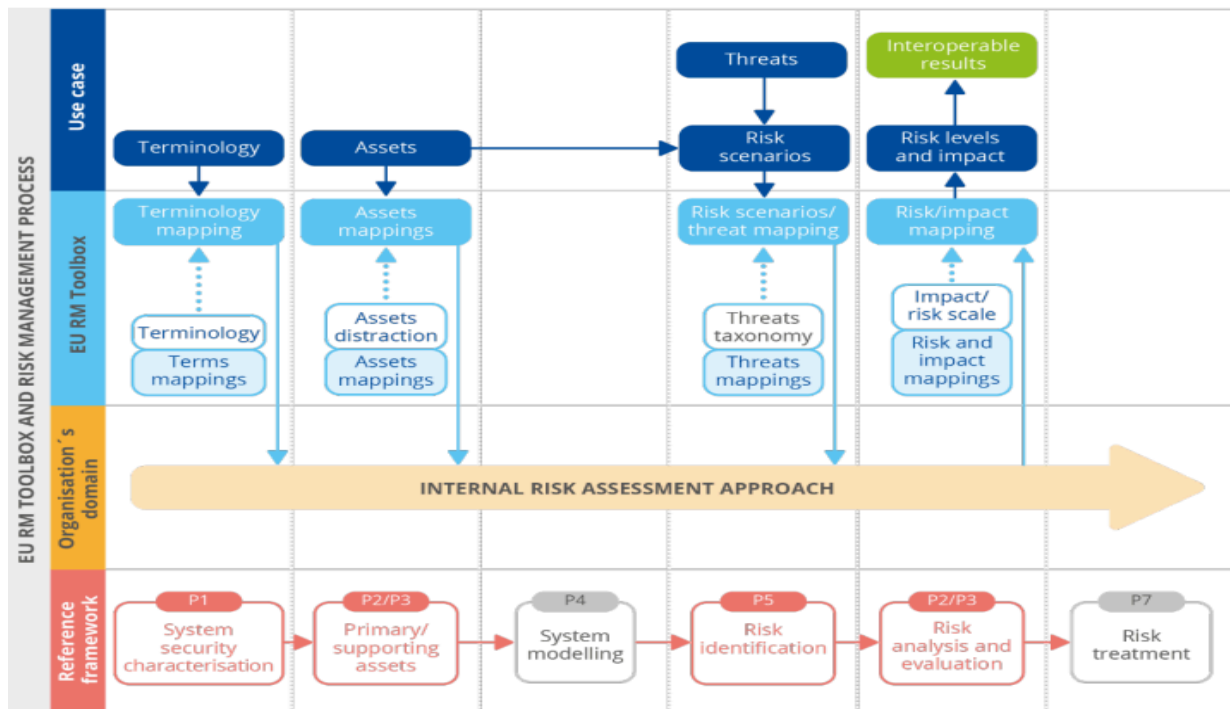 EU RM TOOLBOX AND RISK MANAGEMENT PROCESS
Use case
Threats
Interoperable
results
Terminology
Assets
Risk
scenarios
Risk levels
and impact
EU RM Toolbox
Terminology
mapping
Assets
mappings
Risk scenarios/
threat mapping
Risk/impact
mapping
Terminology
Terms
mappings
Assets
distraction
Assets
mappings
Threats
taxonomy
Threats
mappings
Impact/
risk scale
Risk and
impact
mappings
Organisation´s
domain
INTERNAL RISK ASSESSMENT APPROACH
Reference
framework
P1
System
security
characterisation
P2/P3
Primary/
supporting
assets
P4
System
modelling
P5
Risk
identification
P2/P3
Risk
analysis and
evaluation
P7
Risk
treatment